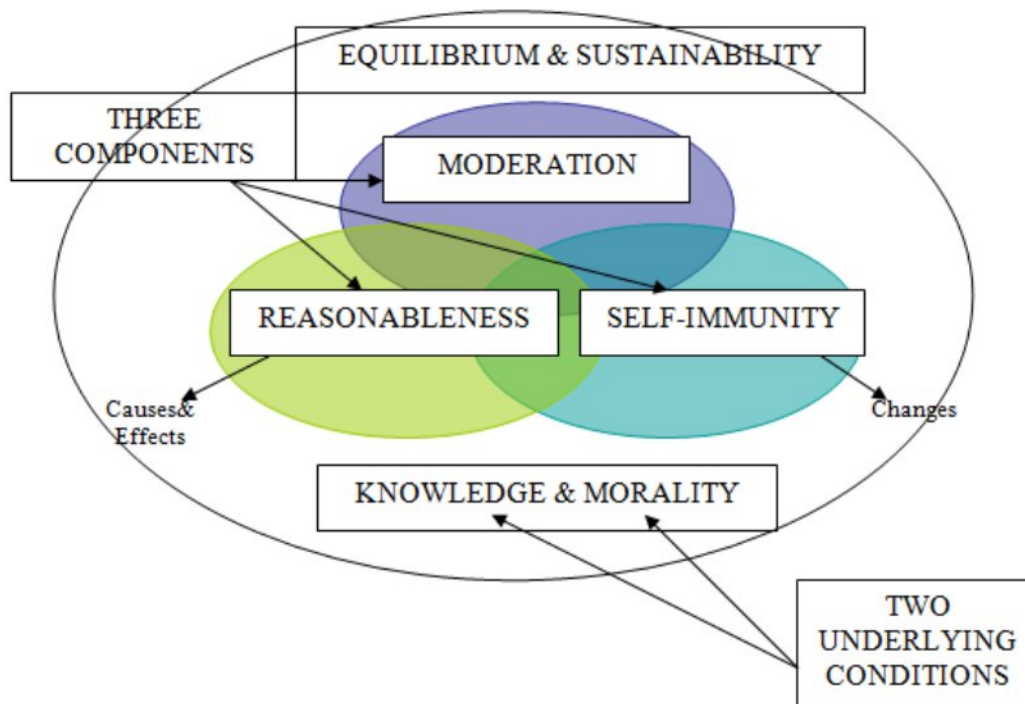 EQUILIBRIUM & SUSTAINABILITY
THREE
COMPONENTS
MODERATION
REASONABLENESS
SELF-IMMUNITY
Causes&
Effects
Changes
KNOWLEDGE & MORALITY
TWO
UNDERLYING
CONDITIONS